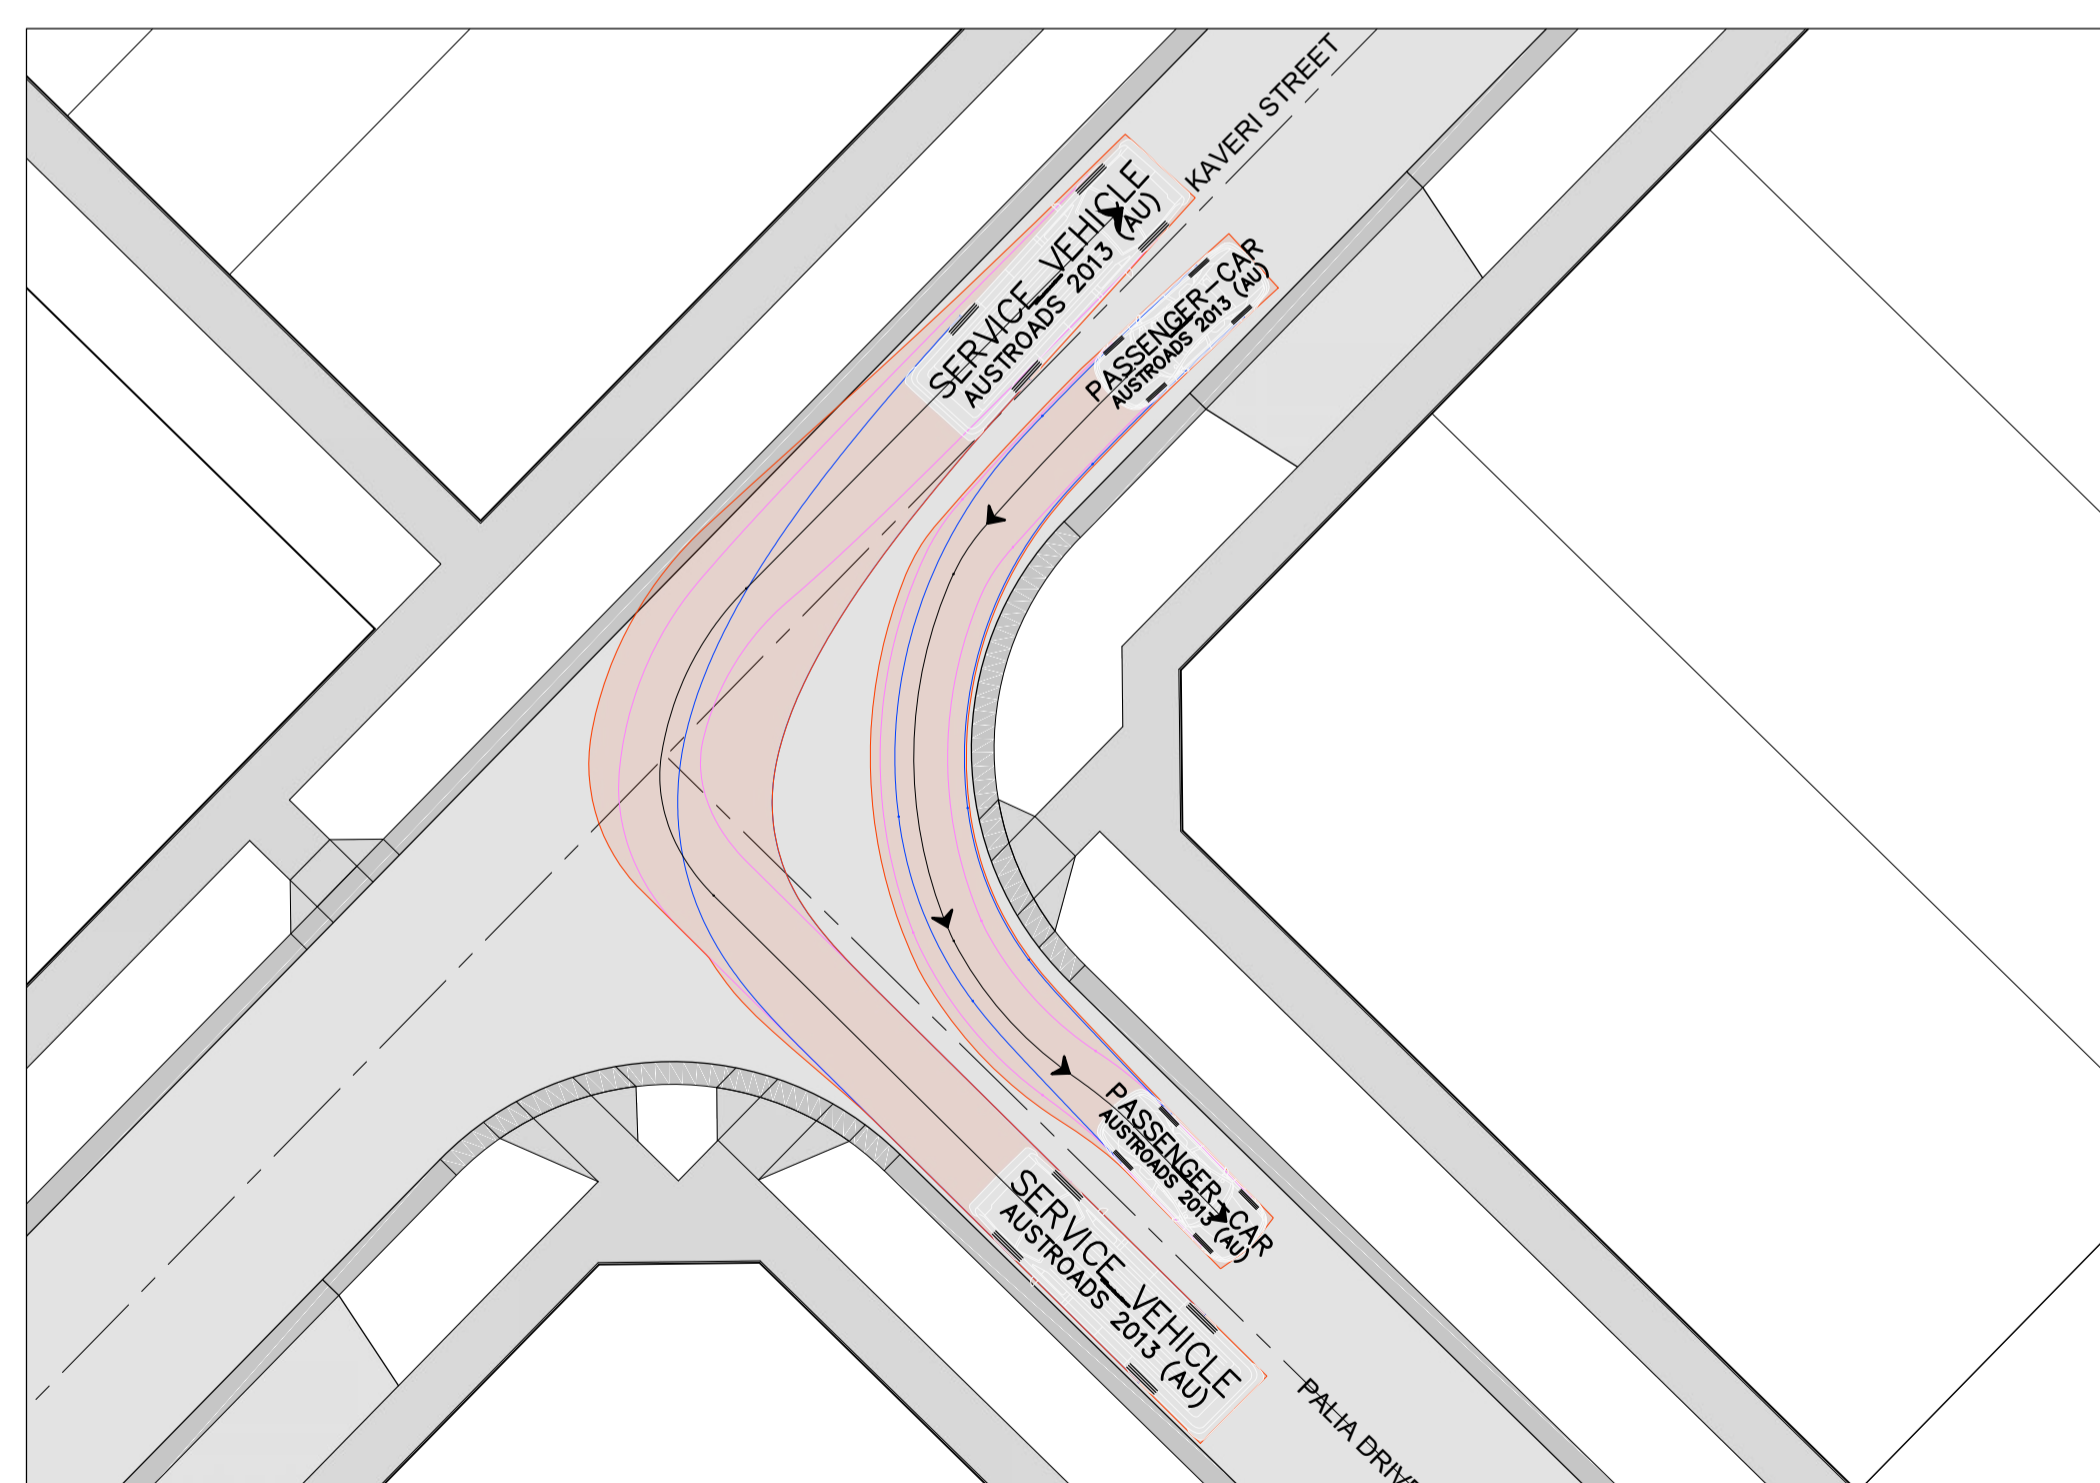 KAVERI STREET
SERVICE_VEHICLE
AUSTROADS 2013 (AU)
PASSENGER-CAR
AUSTROADS 2013 (AU)
PASSENGER-CAR
AUSTROADS 2013 (AU)
SERVICE_VEHICLE
AUSTROADS 2013 (AU)
PALIA DRIV